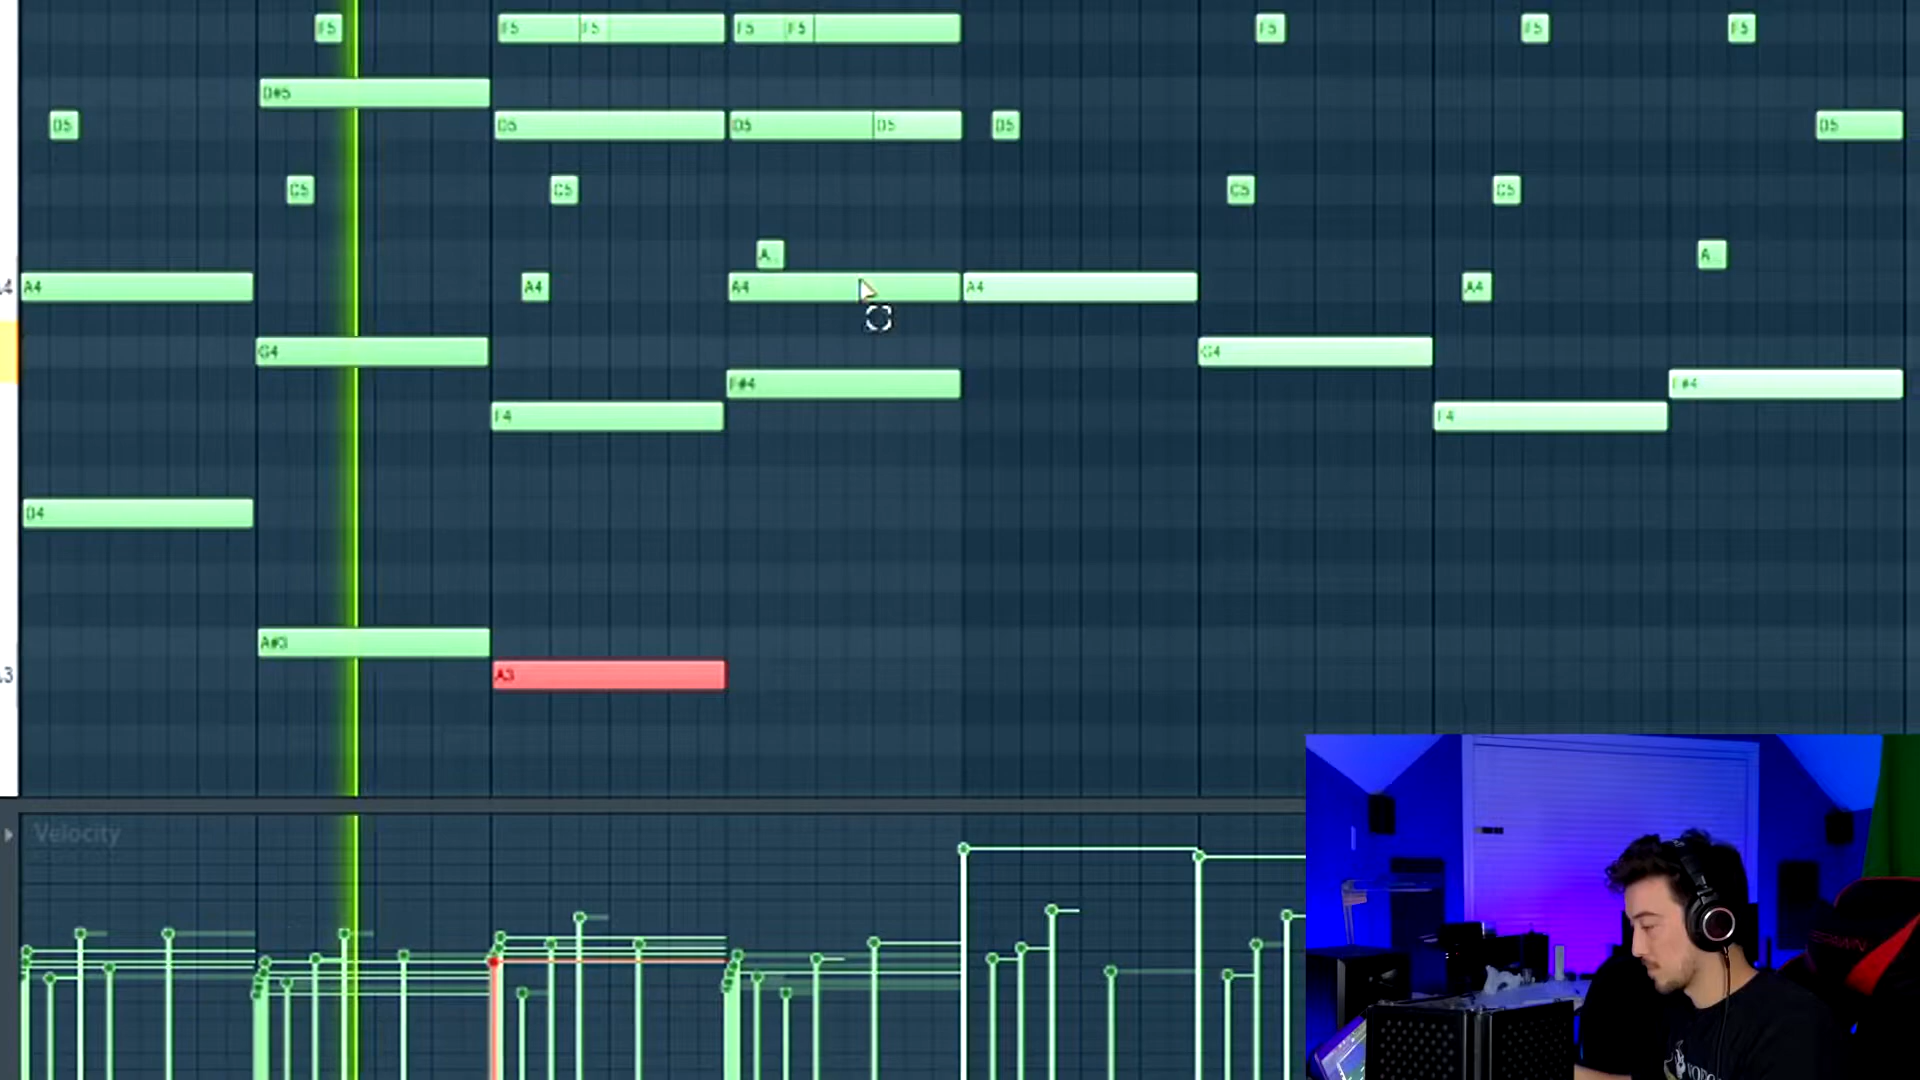 F5 F5 F5 F5 F5 F5 F5 F5
D#5
D5 D5 D5 D5 D5 D5
C5 C5 C5 C5
A.. A..
A4 A4 A4 A4 A4
G4 G4
F#4 F#4
F4 F4
D4
A#3
A3
Velocity